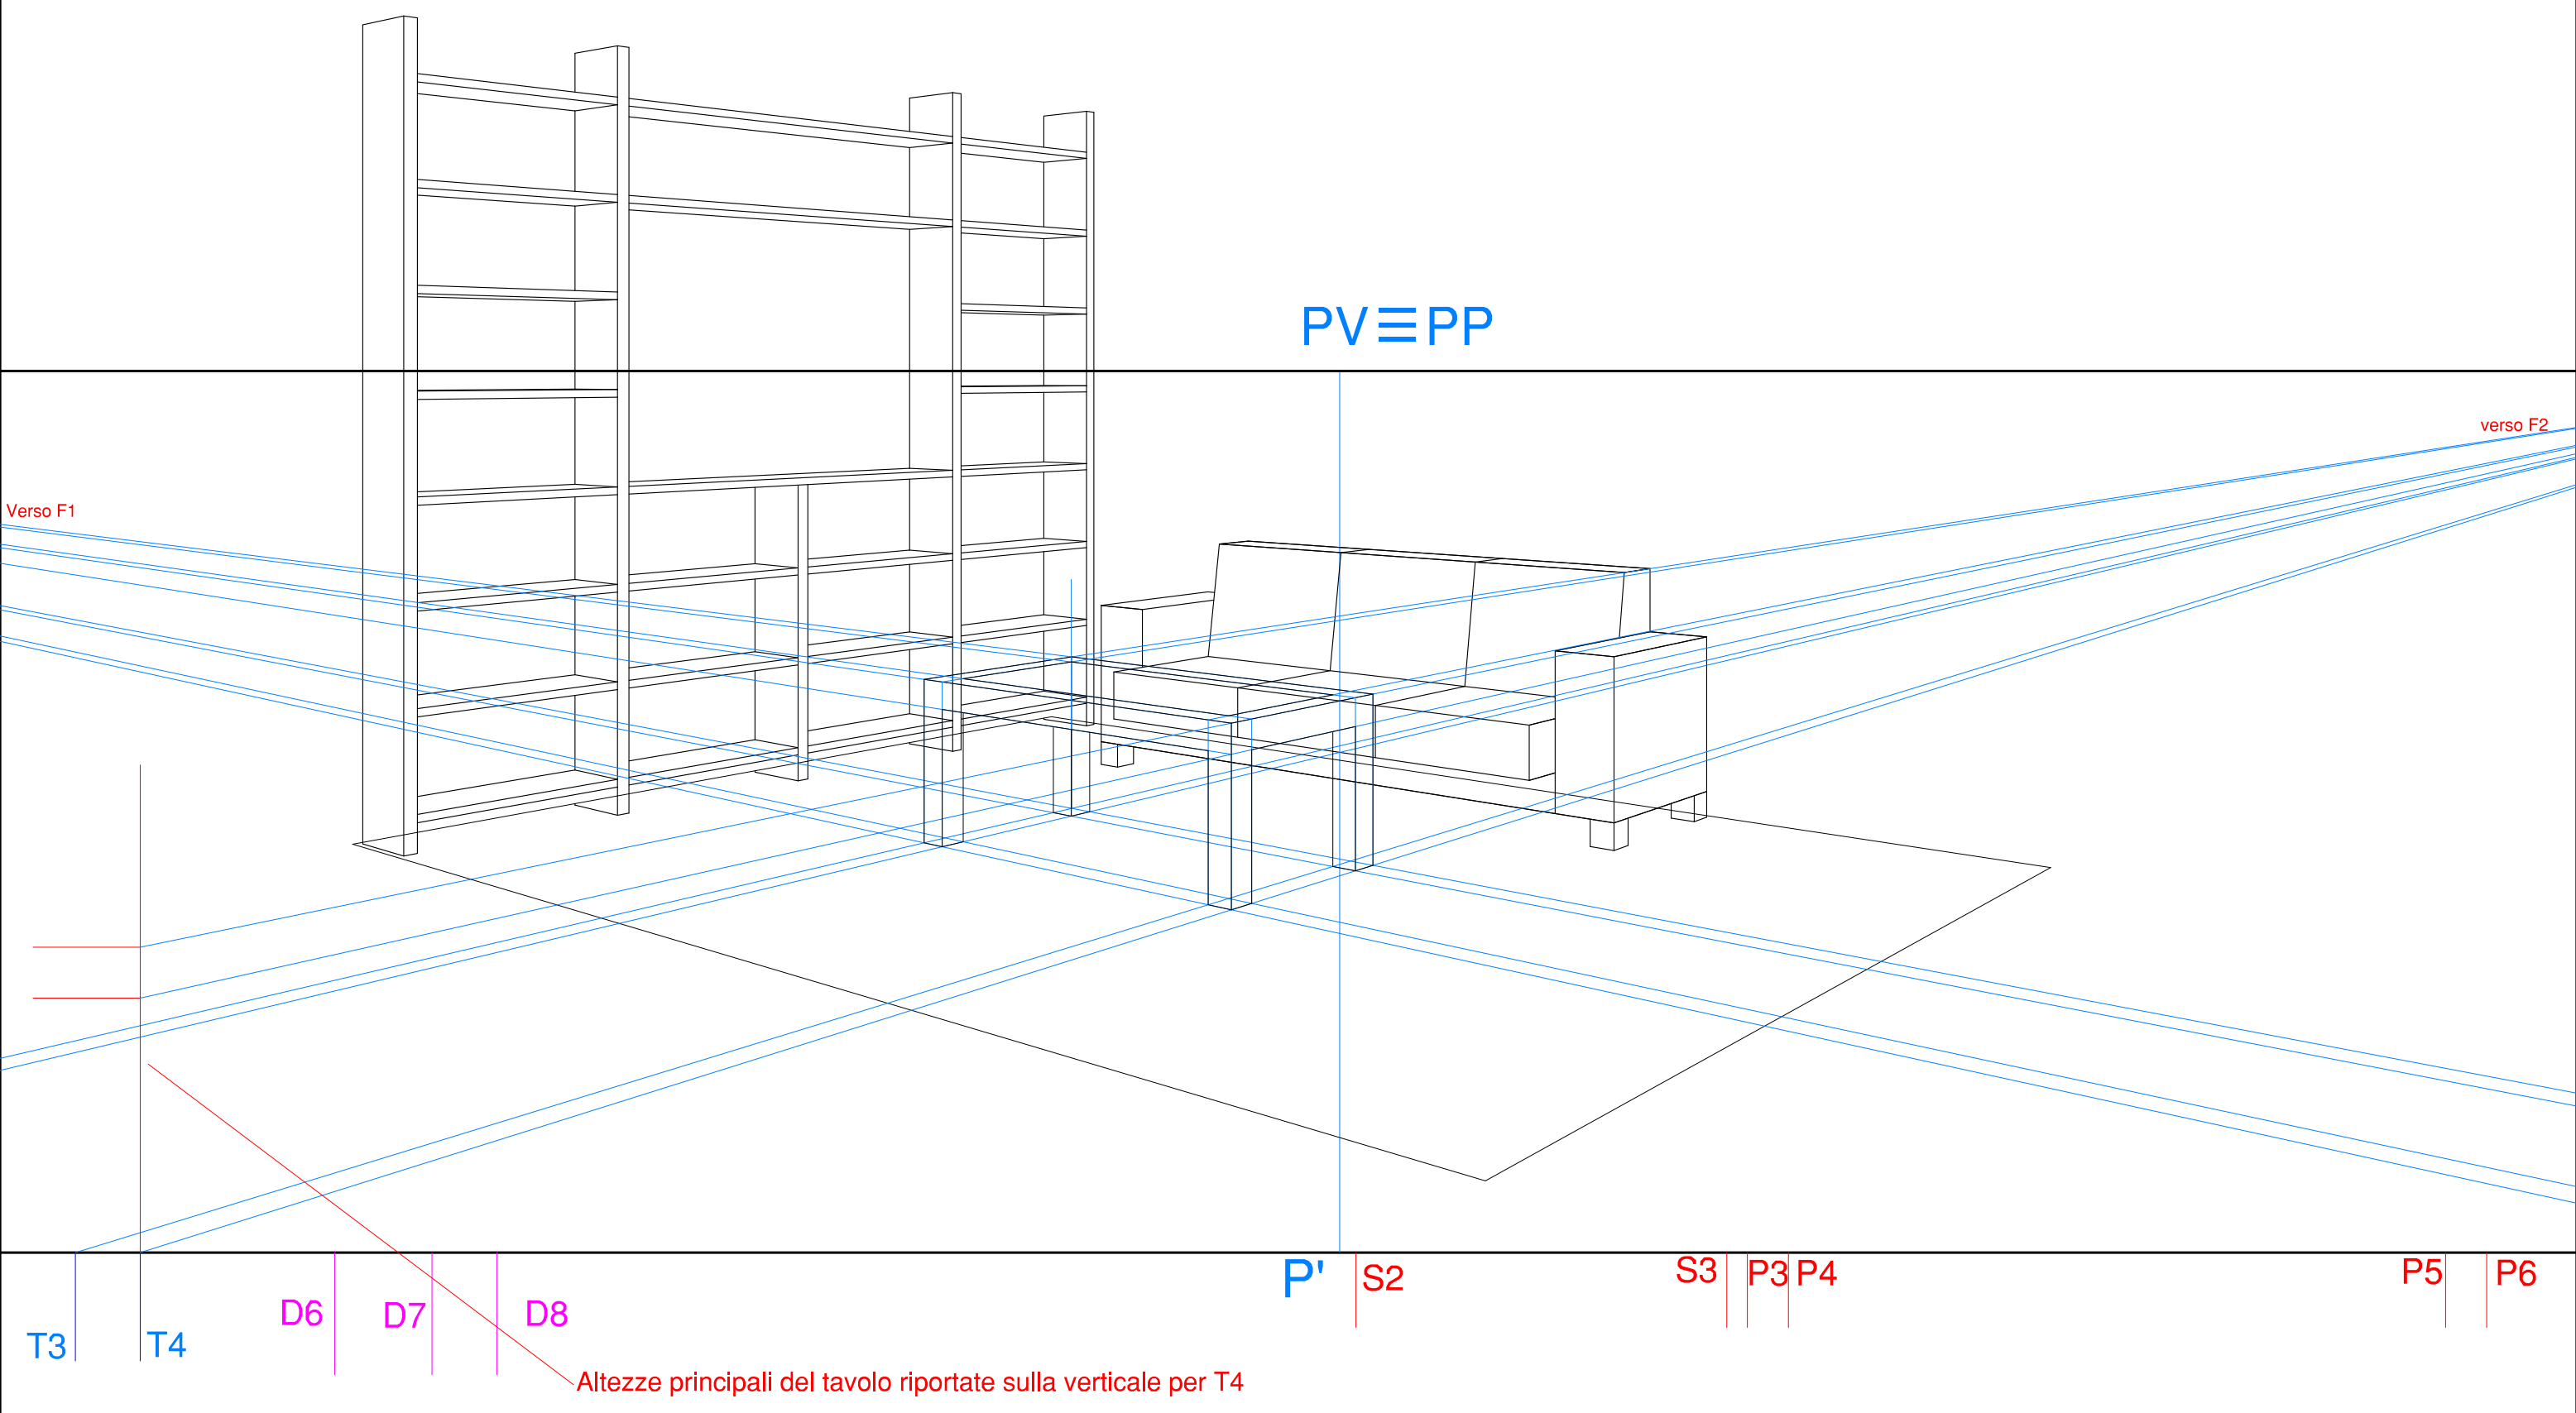 PV≡PP
verso F2
Verso F1
P'
S2
S3
P3
P4
P5
P6
D6
D7
D8
T3
T4
Altezze principali del tavolo riportate sulla verticale per T4